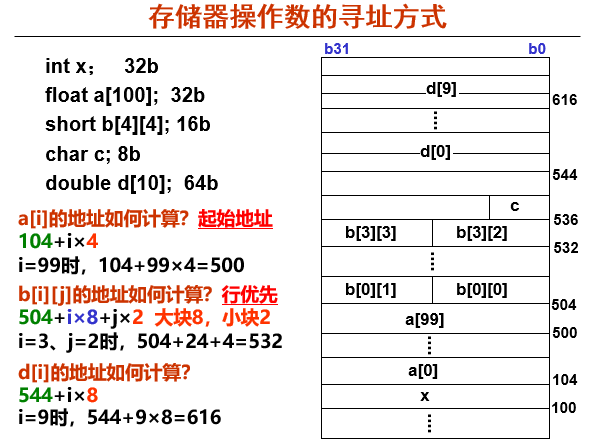 存储器操作数的寻址方式
int x； 32b
float a[100]；32b
short b[4][4]; 16b
char c; 8b
double d[10]；64b
a[i]的地址如何计算？起始地址
104+i×4
i=99时，104+99×4=500
b[i][j]的地址如何计算？行优先
504+i×8+j×2 大块8，小块2
i=3、j=2时，504+24+4=532
d[i]的地址如何计算？
544+i×8
i=9时，544+9×8=616
b31 b0
d[9]
616
d[0]
544
c
536
b[3][3] b[3][2]
532
b[0][1] b[0][0]
504
a[99]
500
a[0]
104
x
100